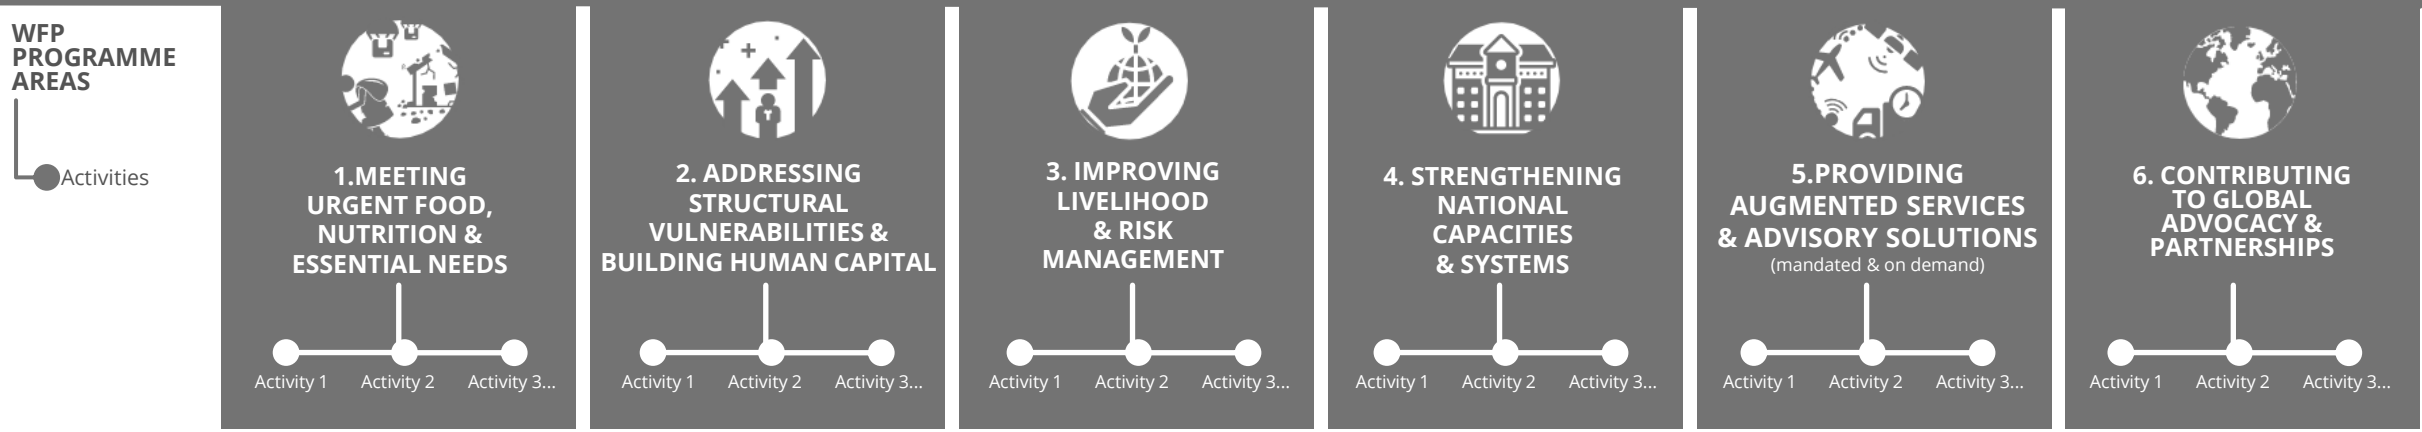 WFP
PROGRAMME
AREAS
Activities
1.MEETING
URGENT FOOD,
NUTRITION &
ESSENTIAL NEEDS
Activity 1 Activity 2 Activity 3...
2. ADDRESSING
STRUCTURAL
VULNERABILITIES &
BUILDING HUMAN CAPITAL
Activity 1 Activity 2 Activity 3...
3. IMPROVING
LIVELIHOOD
& RISK
MANAGEMENT
Activity 1 Activity 2 Activity 3...
4. STRENGTHENING
NATIONAL
CAPACITIES
& SYSTEMS
Activity 1 Activity 2 Activity 3...
5.PROVIDING
AUGMENTED SERVICES
& ADVISORY SOLUTIONS
(mandated & on demand)
Activity 1 Activity 2 Activity 3...
6. CONTRIBUTING
TO GLOBAL
ADVOCACY &
PARTNERSHIPS
Activity 1 Activity 2 Activity 3...